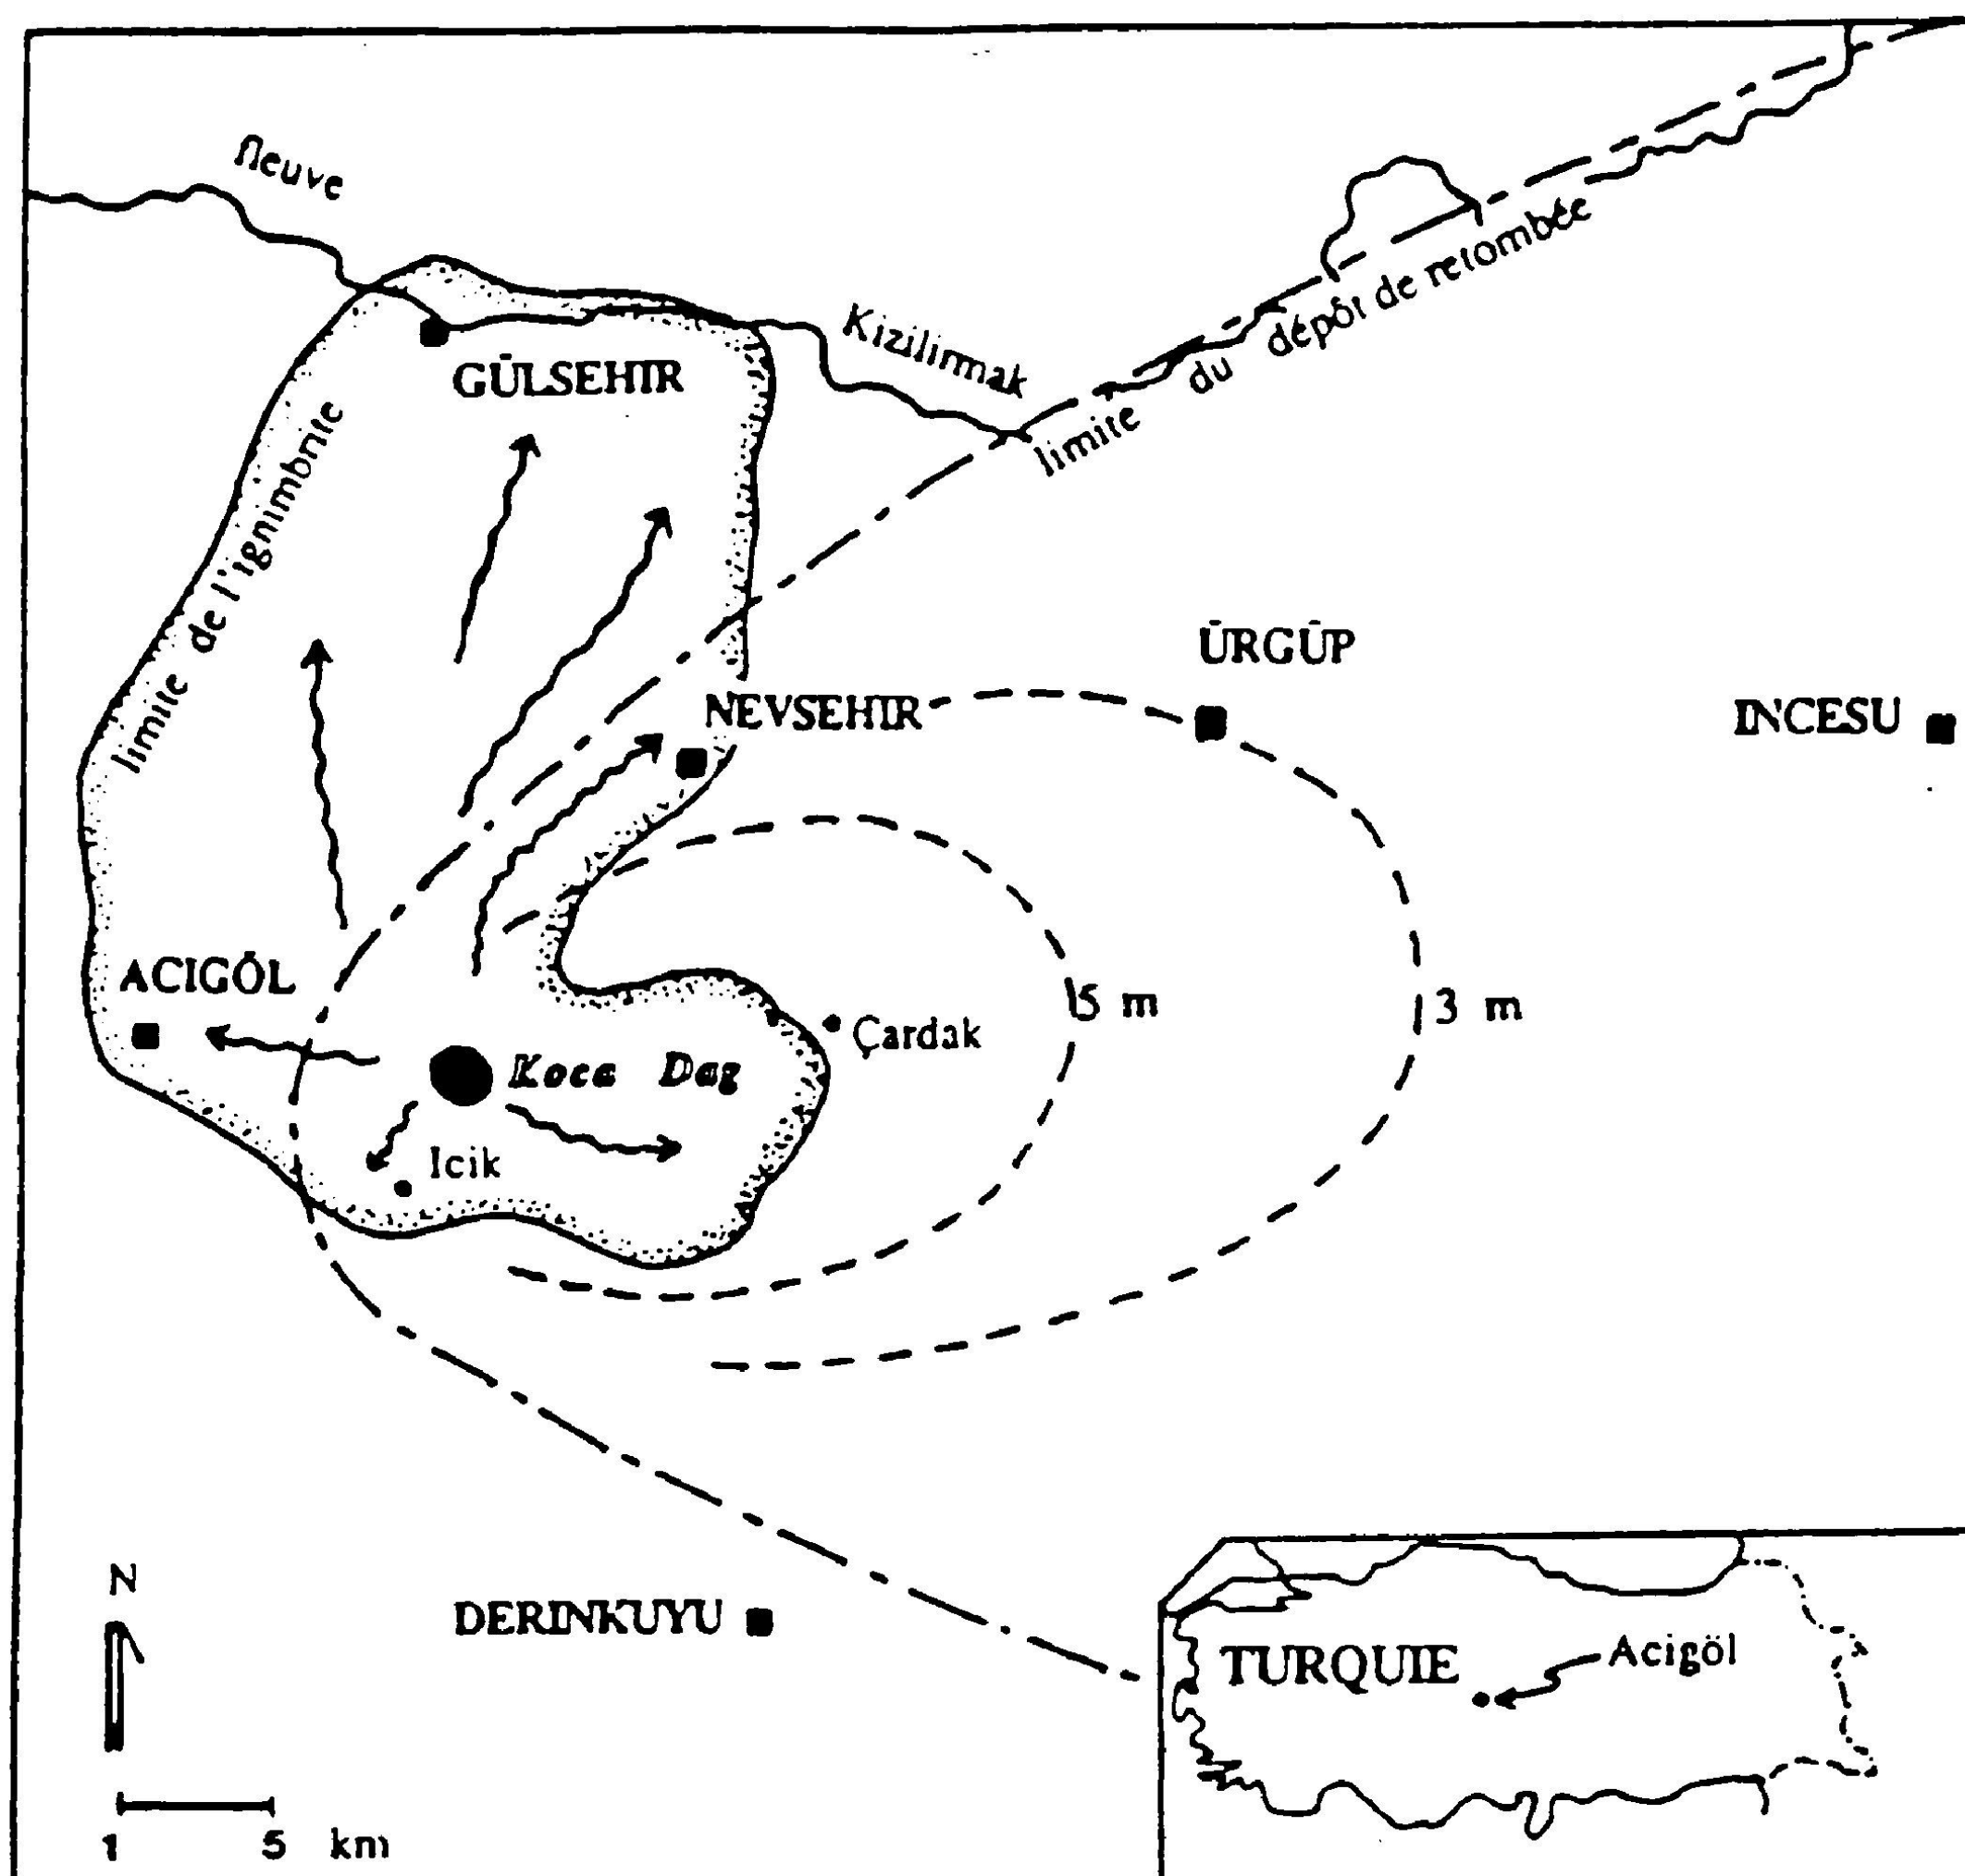 fleuve
Kizilirmak
GÜLSEHIR
limite du dépôt de retombée
limite de l'ignimbrite
ÜRGÜP
NEVSEHIR
INCESU
ACIGÖL
5 m
3 m
Çardak
Koca Dag
Icik
N
DERINKUYU
TURQUIE
Acigöl
1 5 km